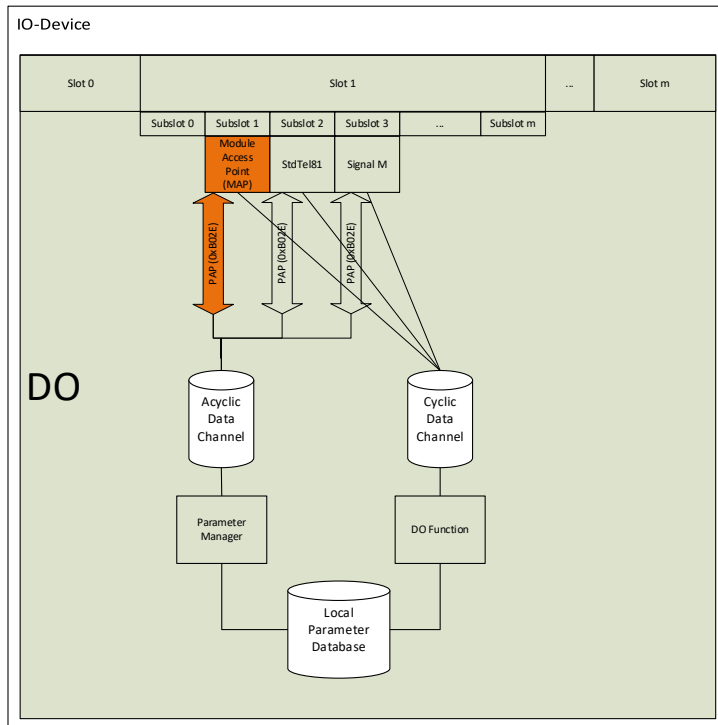 IO-Device
Slot 0
Slot 1
...
Slot m
Subslot 0
Subslot 1
Subslot 2
Subslot 3
...
Subslot m
Module
Access
Point
(MAP)
StdTel81
Signal M
PAP (0xB02E)
PAP (0xB02E)
PAP (0xB02E)
DO
Acyclic
Data
Channel
Cyclic
Data
Channel
Parameter
Manager
DO Function
Local
Parameter
Database